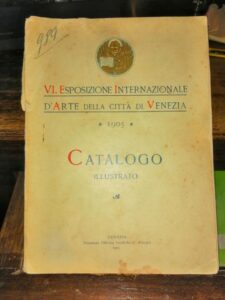 VI. Esposizione Internazionale
d'Arte della Città di Venezia
1905
Catalogo
illustrato
Venezia